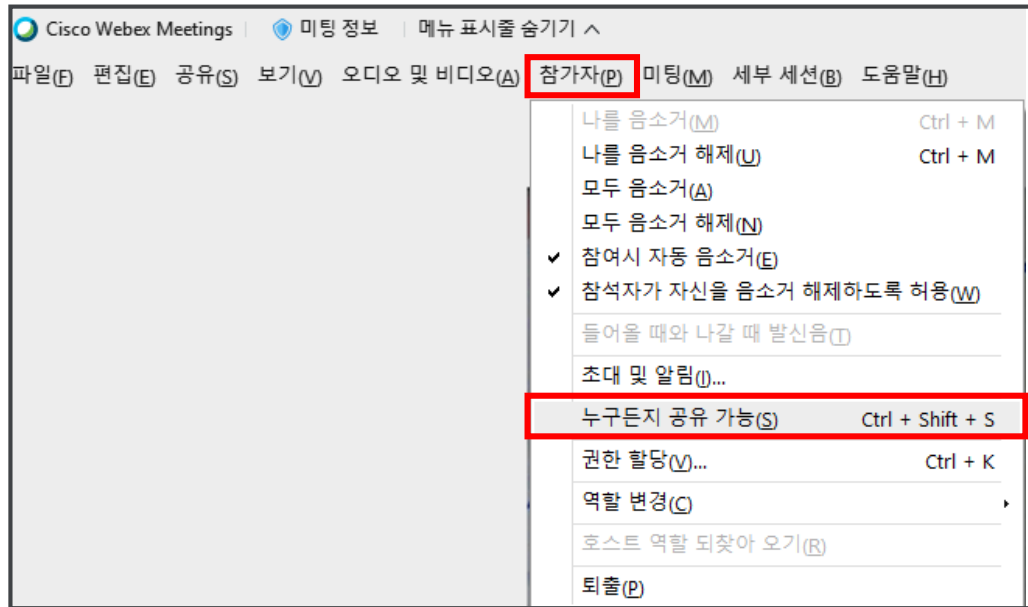 Cisco Webex Meetings 미팅 정보 메뉴 표시줄 숨기기
파일(F) 편집(E) 공유(S) 보기(V) 오디오 및 비디오(A) 참가자(P) 미팅(M) 세부 세션(B) 도움말(H)
나를 음소거(M) Ctrl + M
나를 음소거 해제(U) Ctrl + M
모두 음소거(A)
모두 음소거 해제(N)
참여시 자동 음소거(E)
참석자가 자신을 음소거 해제하도록 허용(W)
들어올 때와 나갈 때 발신음(T)
초대 및 알림(I)...
누구든지 공유 가능(S) Ctrl + Shift + S
권한 할당(V)... Ctrl + K
역할 변경(C)
호스트 역할 되찾아 오기(R)
퇴출(P)